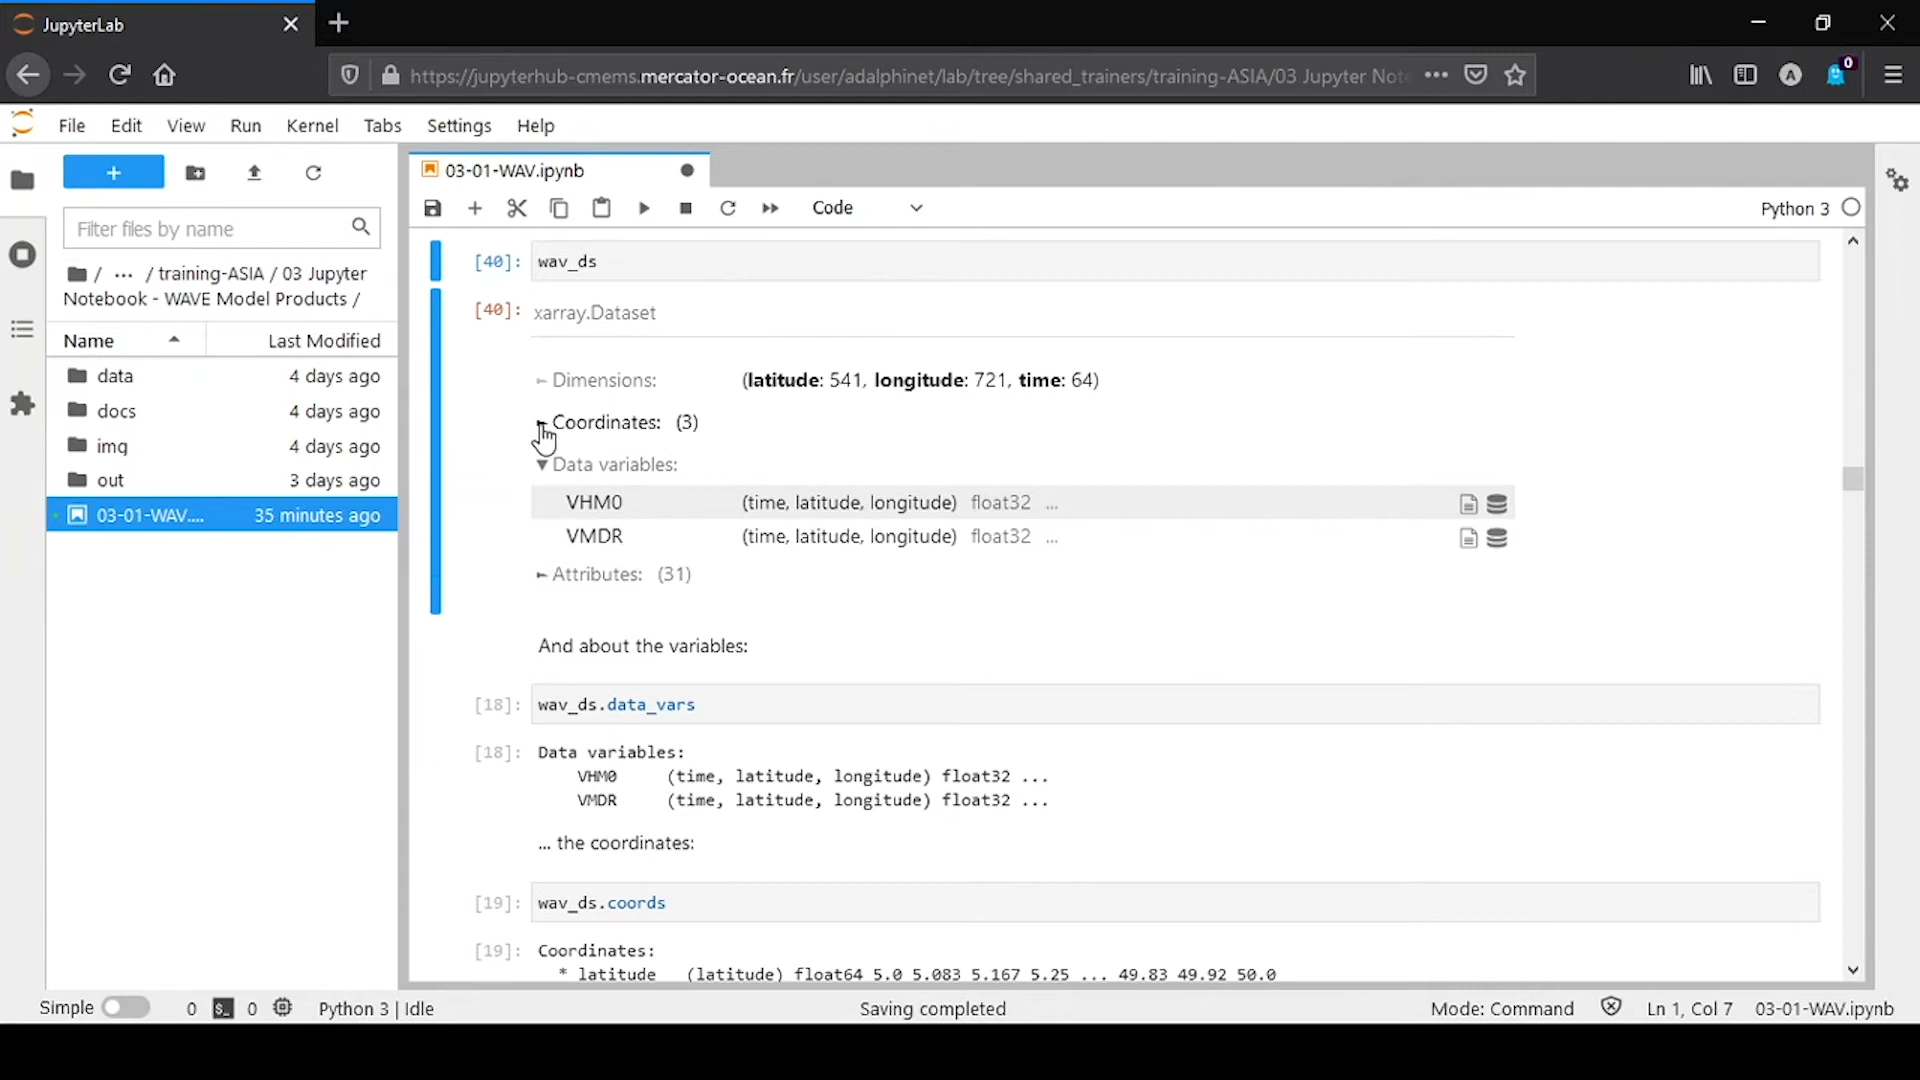 JupyterLab
https://jupyterhub-cmems.mercator-ocean.fr/user/adalphinet/lab/tree/shared_trainers/training-ASIA/03 Jupyter Not
A
0
File Edit View Run Kernel Tabs Settings Help
03-01-WAV.ipynb
Code
Python 3
Filter files by name
/ ... / training-ASIA / 03 Jupyter
Notebook - WAVE Model Products /
Name Last Modified
data 4 days ago
docs 4 days ago
img 4 days ago
out 3 days ago
03-01-WAV.... 35 minutes ago
[40]: wav_ds
[40]: xarray.Dataset
Dimensions: (latitude: 541, longitude: 721, time: 64)
Coordinates: (3)
Data variables:
VHM0 (time, latitude, longitude) float32 ...
VMDR (time, latitude, longitude) float32 ...
Attributes: (31)
And about the variables:
[18]: wav_ds.data_vars
[18]: Data variables:
VHM0 (time, latitude, longitude) float32 ...
VMDR (time, latitude, longitude) float32 ...
... the coordinates:
[19]: wav_ds.coords
[19]: Coordinates:
* latitude (latitude) float64 5.0 5.083 5.167 5.25 ... 49.83 49.92 50.0
Simple 0 0 Python 3 | Idle Saving completed Mode: Command Ln 1, Col 7 03-01-WAV.ipynb